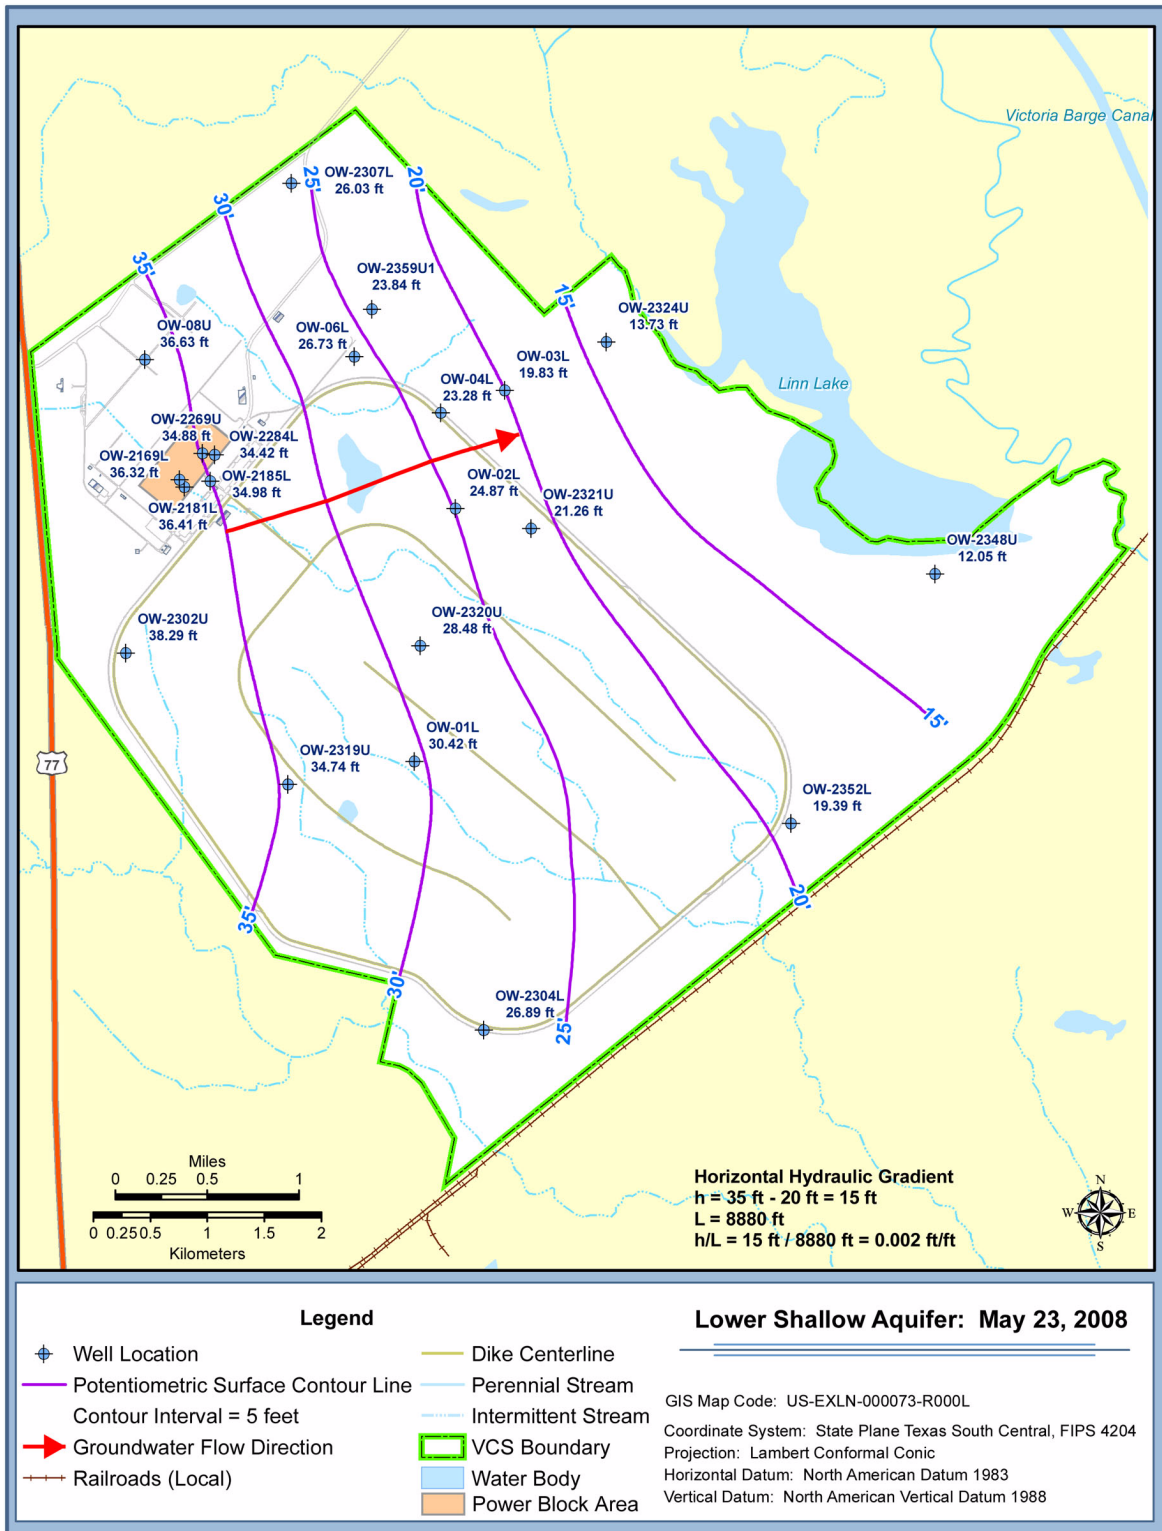 Victoria Barge Canal
OW-2307L
26.03 ft
25'
20'
30'
35'
OW-2359U1
23.84 ft
15'
OW-2324U
13.73 ft
OW-08U
36.63 ft
OW-06L
26.73 ft
OW-03L
19.83 ft
OW-04L
23.28 ft
Linn Lake
OW-2269U
34.88 ft
OW-2284L
34.42 ft
OW-2169L
36.32 ft
OW-2185L
34.98 ft
OW-02L
24.87 ft
OW-2321U
21.26 ft
OW-2181L
36.41 ft
OW-2348U
12.05 ft
OW-2302U
38.29 ft
OW-2320U
28.48 ft
OW-01L
30.42 ft
15'
OW-2319U
34.74 ft
77
OW-2352L
19.39 ft
20'
35'
30'
OW-2304L
26.89 ft
25'
Miles
0 0.25 0.5 1
0 0.25 0.5 1 1.5 2
Kilometers
Horizontal Hydraulic Gradient
h = 35 ft - 20 ft = 15 ft
L = 8880 ft
h/L = 15 ft / 8880 ft = 0.002 ft/ft
N
W E
S
Legend
Well Location
Potentiometric Surface Contour Line
Contour Interval = 5 feet
Groundwater Flow Direction
Railroads (Local)
Dike Centerline
Perennial Stream
Intermittent Stream
VCS Boundary
Water Body
Power Block Area
Lower Shallow Aquifer: May 23, 2008
GIS Map Code: US-EXLN-000073-R000L
Coordinate System: State Plane Texas South Central, FIPS 4204
Projection: Lambert Conformal Conic
Horizontal Datum: North American Datum 1983
Vertical Datum: North American Vertical Datum 1988